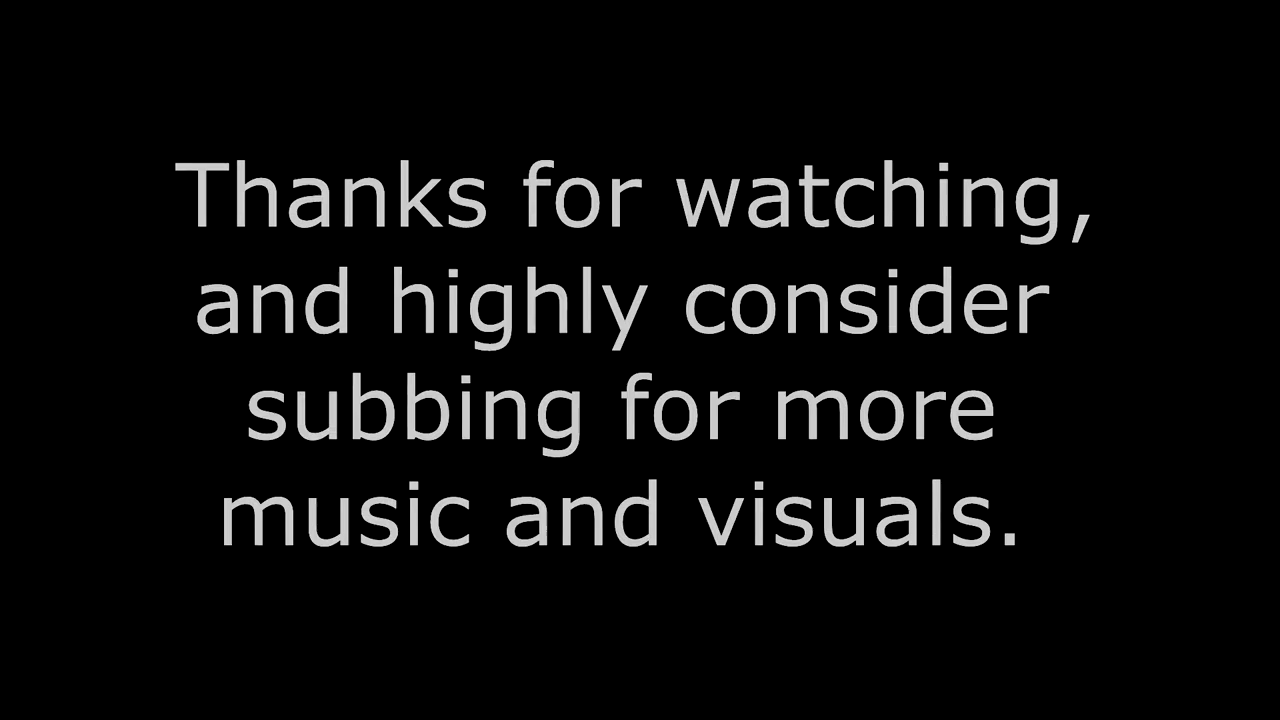 Thanks for watching,
and highly consider
subbing for more
music and visuals.